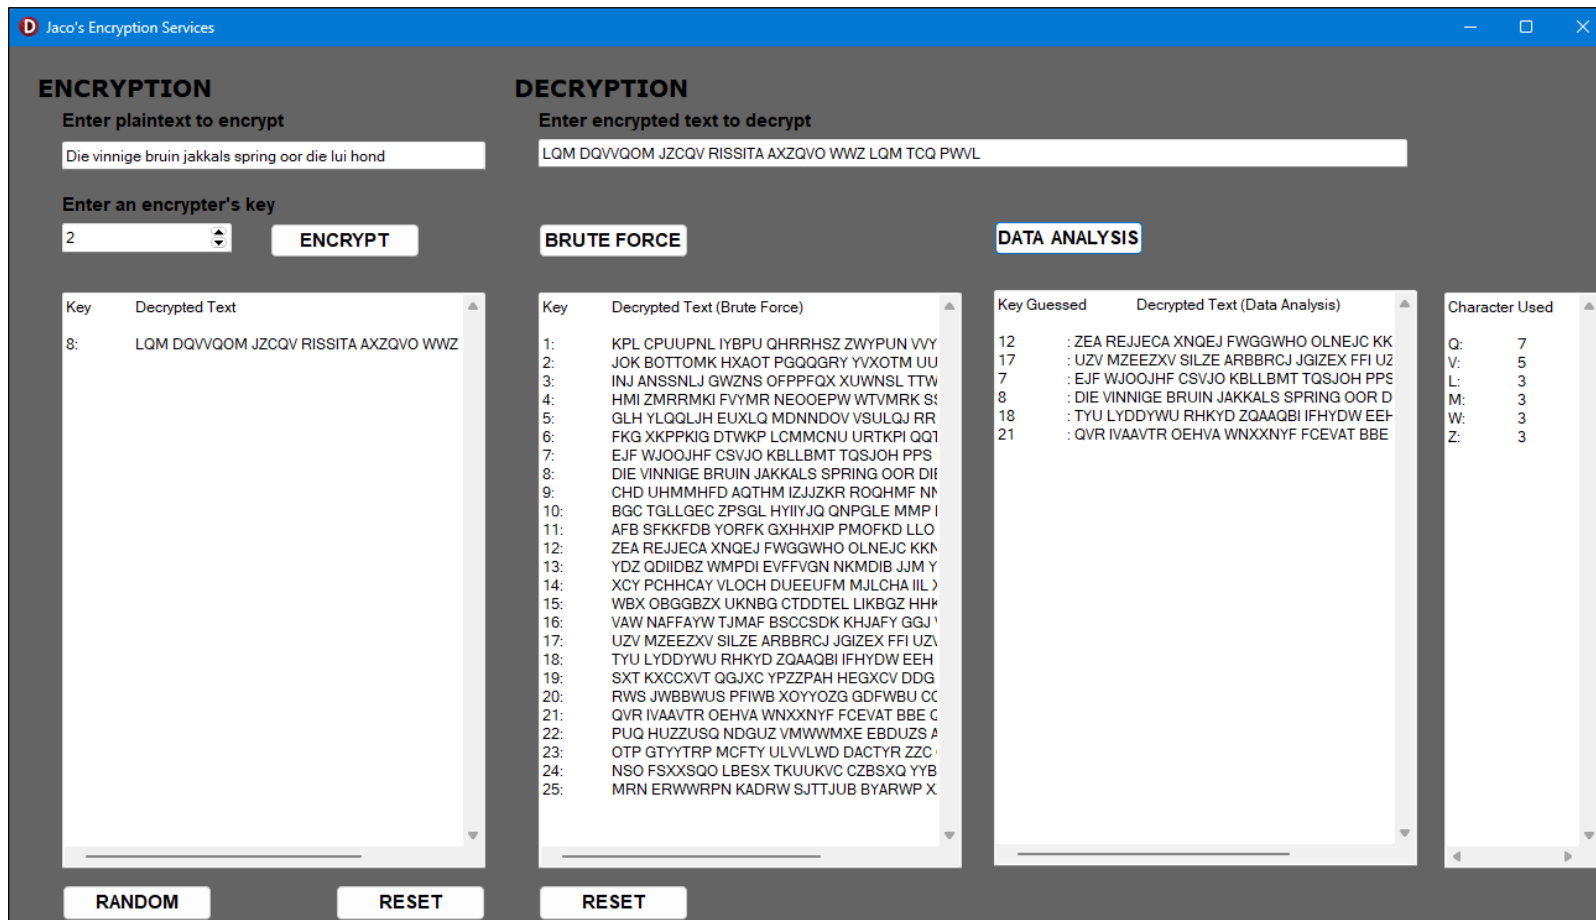 Jaco's Encryption Services
ENCRYPTION
Enter plaintext to encrypt
Die vinnige bruin jakkals spring oor die lui hond
Enter an encrypter's key
2
ENCRYPT
Key Decrypted Text
8: LQM DQVVQOM JZCQV RISSITA AXZQVO WWZ
RANDOM
RESET
DECRYPTION
Enter encrypted text to decrypt
LQM DQVVQOM JZCQV RISSITA AXZQVO WWZ LQM TCQ PWVL
BRUTE FORCE
Key Decrypted Text (Brute Force)
1: KPL CPUUPNL IYBPU QHRRHSZ ZWYPUN VVY
2: JOK BOTTOMK HXAOT PGQQGRY YVXOTM UU
3: INJ ANSSNLJ GWZNS OFPPFQX XUWNSL TTW
4: HMI ZMRRMKI FVYMR NEOOEPW WTVMRK SS
5: GLH YLQQLJH EUXLQ MDNNDOV VSULQJ RR
6: FKG XKPPKIG DTWKP LCMMCNU URTKPI QQT
7: EJF WJOOJHF CSVJO KBLLBMT TQSJOH PPS
8: DIE VINNIGE BRUIN JAKKALS SPRING OOR DIE
9: CHD UHMMHFD AQTHM IZJJZKR ROQHMF NN
10: BGC TGLLGEC ZPSGL HYIIYJQ QNPGLE MMP
11: AFB SFKKFDB YORFK GXHHXIP PMOFKD LLO
12: ZEA REJJECA XNQEJ FWGGWHO OLNEJC KKN
13: YDZ QDIIDBZ WMPDI EVFFVGN NKMDIB JJM Y
14: XCY PCHHCAY VLOCH DUEEUFM MJLCHA IIL X
15: WBX OBGGBZX UKNBG CTDDTEL LIKBGZ HHK
16: VAW NAFFAYW TJMAF BSCCSDK KHJAFY GGJ V
17: UZV MZEEZXV SILZE ARBBRCJ JGIZEX FFI UZV
18: TYU LYDDYWU RHKYD ZQAAQBI IFHYDW EEH
19: SXT KXCCXVT QGJXC YPZZPAH HEGXCV DDG
20: RWS JWBBWUS PFIWB XOYYOZG GDFWBU CC
21: QVR IVAAVTR OEHVA WNXXNYF FCEVAT BBE Q
22: PUQ HUZZUSQ NDGUZ VMWWMXE EBDUZS A
23: OTP GTYYTRP MCFTY ULVVLWD DACTYR ZZC
24: NSO FSXXSQO LBESX TKUUKVC CZBSXQ YYB
25: MRN ERWWRPN KADRW SJTTJUB BYARWP X
RESET
DATA ANALYSIS
Key Guessed Decrypted Text (Data Analysis)
12 : ZEA REJJECA XNQEJ FWGGWHO OLNEJC KK
17 : UZV MZEEZXV SILZE ARBBRCJ JGIZEX FFI UZ
7 : EJF WJOOJHF CSVJO KBLLBMT TQSJOH PPS
8 : DIE VINNIGE BRUIN JAKKALS SPRING OOR D
18 : TYU LYDDYWU RHKYD ZQAAQBI IFHYDW EEH
21 : QVR IVAAVTR OEHVA WNXXNYF FCEVAT BBE
Character Used
Q: 7
V: 5
L: 3
M: 3
W: 3
Z: 3